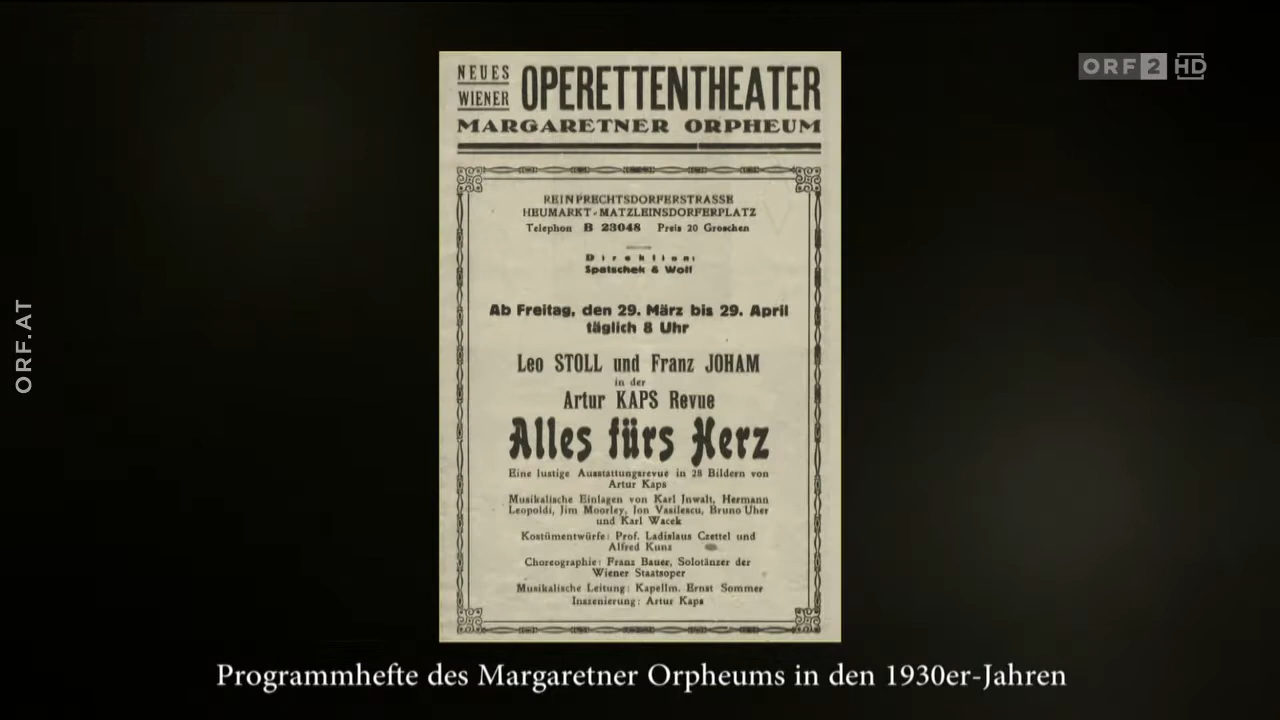 ORF 2 HD
ORF.AT
NEUES
WIENER
OPERETTENTHEATER
MARGARETNER ORPHEUM
REINPRECHTSDORFERSTRASSE
HEUMARKT-MATZLEINSDORFERPLATZ
Telephon B 23048 Preis 20 Groschen
Direktion:
Spatschek & Wolf
Ab Freitag, den 29. März bis 29. April
täglich 8 Uhr
Leo STOLL und Franz JOHAM
in der
Artur KAPS Revue
Alles fürs Herz
Eine lustige Ausstattungsrevue in 28 Bildern von
Artur Kaps
Musikalische Einlagen von Karl Inwalt, Hermann
Leopoldi, Jim Moorley, Jon Vasilescu, Bruno Uher
und Karl Wacek
Kostümentwürfe: Prof. Ladislaus Czettel und
Alfred Kunz
Choreographie: Franz Bauer, Solotänzer der
Wiener Staatsoper
Musikalische Leitung: Kapellm. Ernst Sommer
Inszenierung: Artur Kaps
Programmhefte des Margaretner Orpheums in den 1930er-Jahren